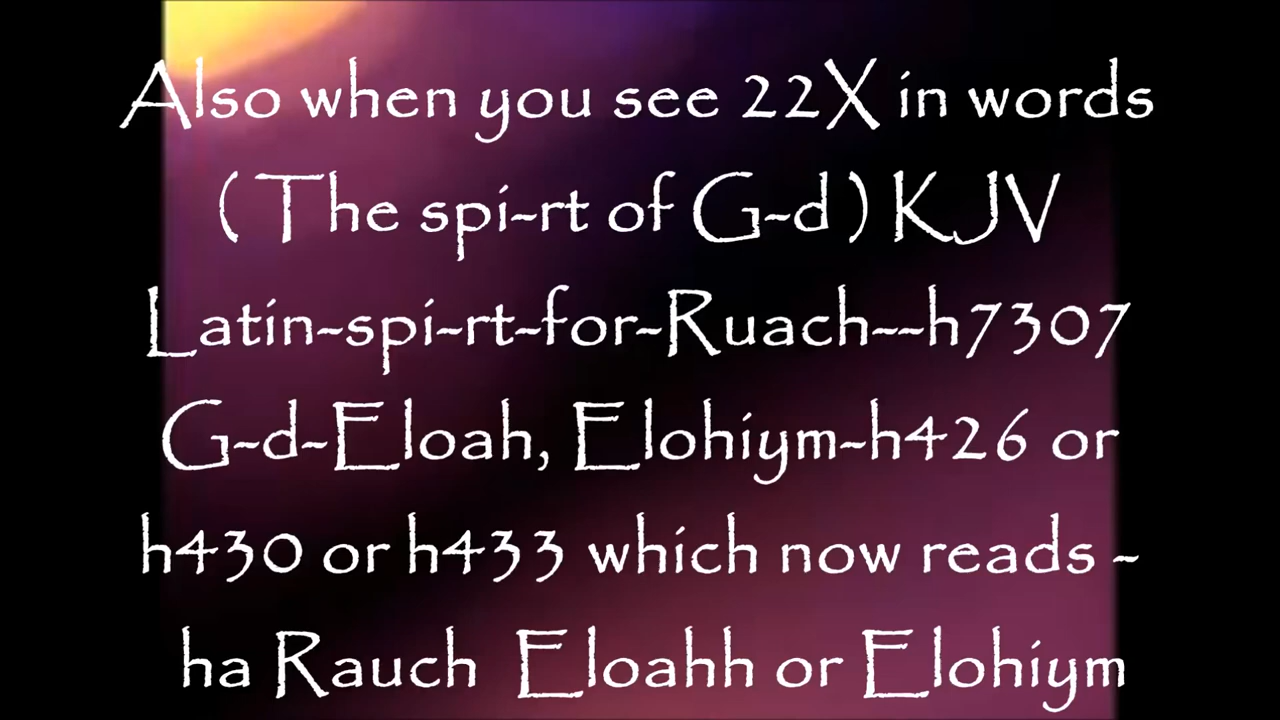 Also when you see 22X in words
( The spi-rt of G-d ) KJV
Latin-spi-rt-for-Ruach--h7307
G-d-Eloah, Elohiym-h426 or
h430 or h433 which now reads -
ha Rauch Eloahh or Elohiym